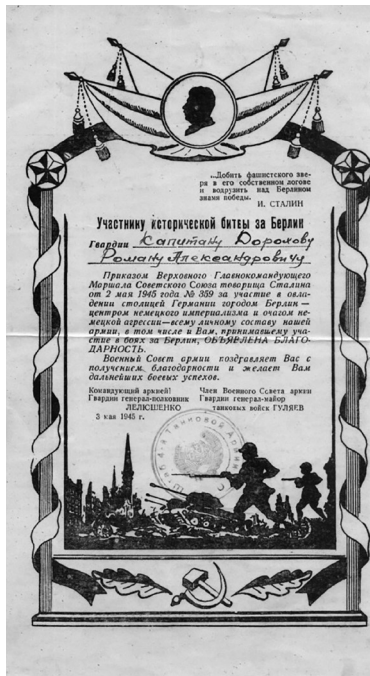 „Добить фашистского зве-
ря в его собственном логове
и водрузить над Берлином
знамя победы.
И. СТАЛИН
Участнику исторической битвы за Берлин
Гвардии Капитану Дорохову
Роману Александровичу
Приказом Верховного Главнокомандующего
Маршала Советского Союза товарища Сталина
от 2 мая 1945 года № 359 за участие в овла-
дении столицей Германии городом Берлин —
центром немецкого империализма и очагом не-
мецкой агрессии—всему личному составу нашей
армии, в том числе и Вам, принимавшему уча-
стие в боях за Берлин, ОБЪЯВЛЕНА БЛАГО-
ДАРНОСТЬ.
Военный Совет армии поздравляет Вас с
получением, благодарности и желает Вам
дальнейших боевых успехов.
Командующий армией
Гвардии генерал-полковник
ЛЕЛЮШЕНКО
3 мая 1945 г.
Член Военного Совета армии
Гвардии генерал-майор
танковых войск ГУЛЯЕВ
Танковой